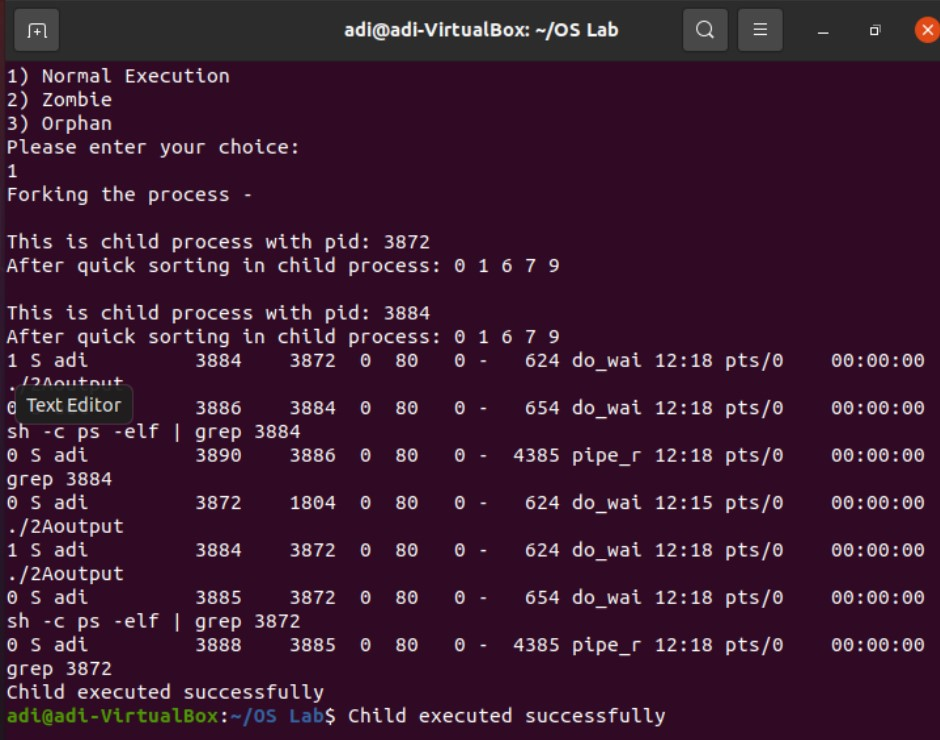 adi@adi-VirtualBox: ~/OS Lab
1) Normal Execution
2) Zombie
3) Orphan
Please enter your choice:
1
Forking the process -
This is child process with pid: 3872
After quick sorting in child process: 0 1 6 7 9
This is child process with pid: 3884
After quick sorting in child process: 0 1 6 7 9
1 S adi 3884 3872 0 80 0 - 624 do_wai 12:18 pts/0 00:00:00
./2Aoutput
Text Editor
0 3886 3884 0 80 0 - 654 do_wai 12:18 pts/0 00:00:00
sh -c ps -elf | grep 3884
0 S adi 3890 3886 0 80 0 - 4385 pipe_r 12:18 pts/0 00:00:00
grep 3884
0 S adi 3872 1804 0 80 0 - 624 do_wai 12:15 pts/0 00:00:00
./2Aoutput
1 S adi 3884 3872 0 80 0 - 624 do_wai 12:18 pts/0 00:00:00
./2Aoutput
0 S adi 3885 3872 0 80 0 - 654 do_wai 12:18 pts/0 00:00:00
sh -c ps -elf | grep 3872
0 S adi 3888 3885 0 80 0 - 4385 pipe_r 12:18 pts/0 00:00:00
grep 3872
Child executed successfully
adi@adi-VirtualBox:~/OS Lab$ Child executed successfully